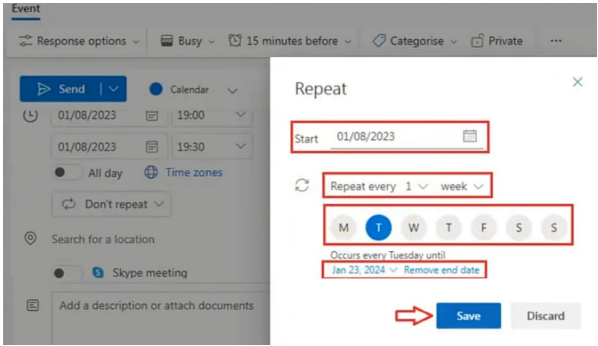 Event
Response options
Busy
15 minutes before
Categorise
Private
Send
Calendar
01/08/2023 19:00
01/08/2023 19:30
All day Time zones
Don't repeat
Search for a location
Skype meeting
Add a description or attach documents
Repeat
Start 01/08/2023
Repeat every 1 week
M T W T F S S
Occurs every Tuesday until
Jan 23, 2024 Remove end date
Save Discard